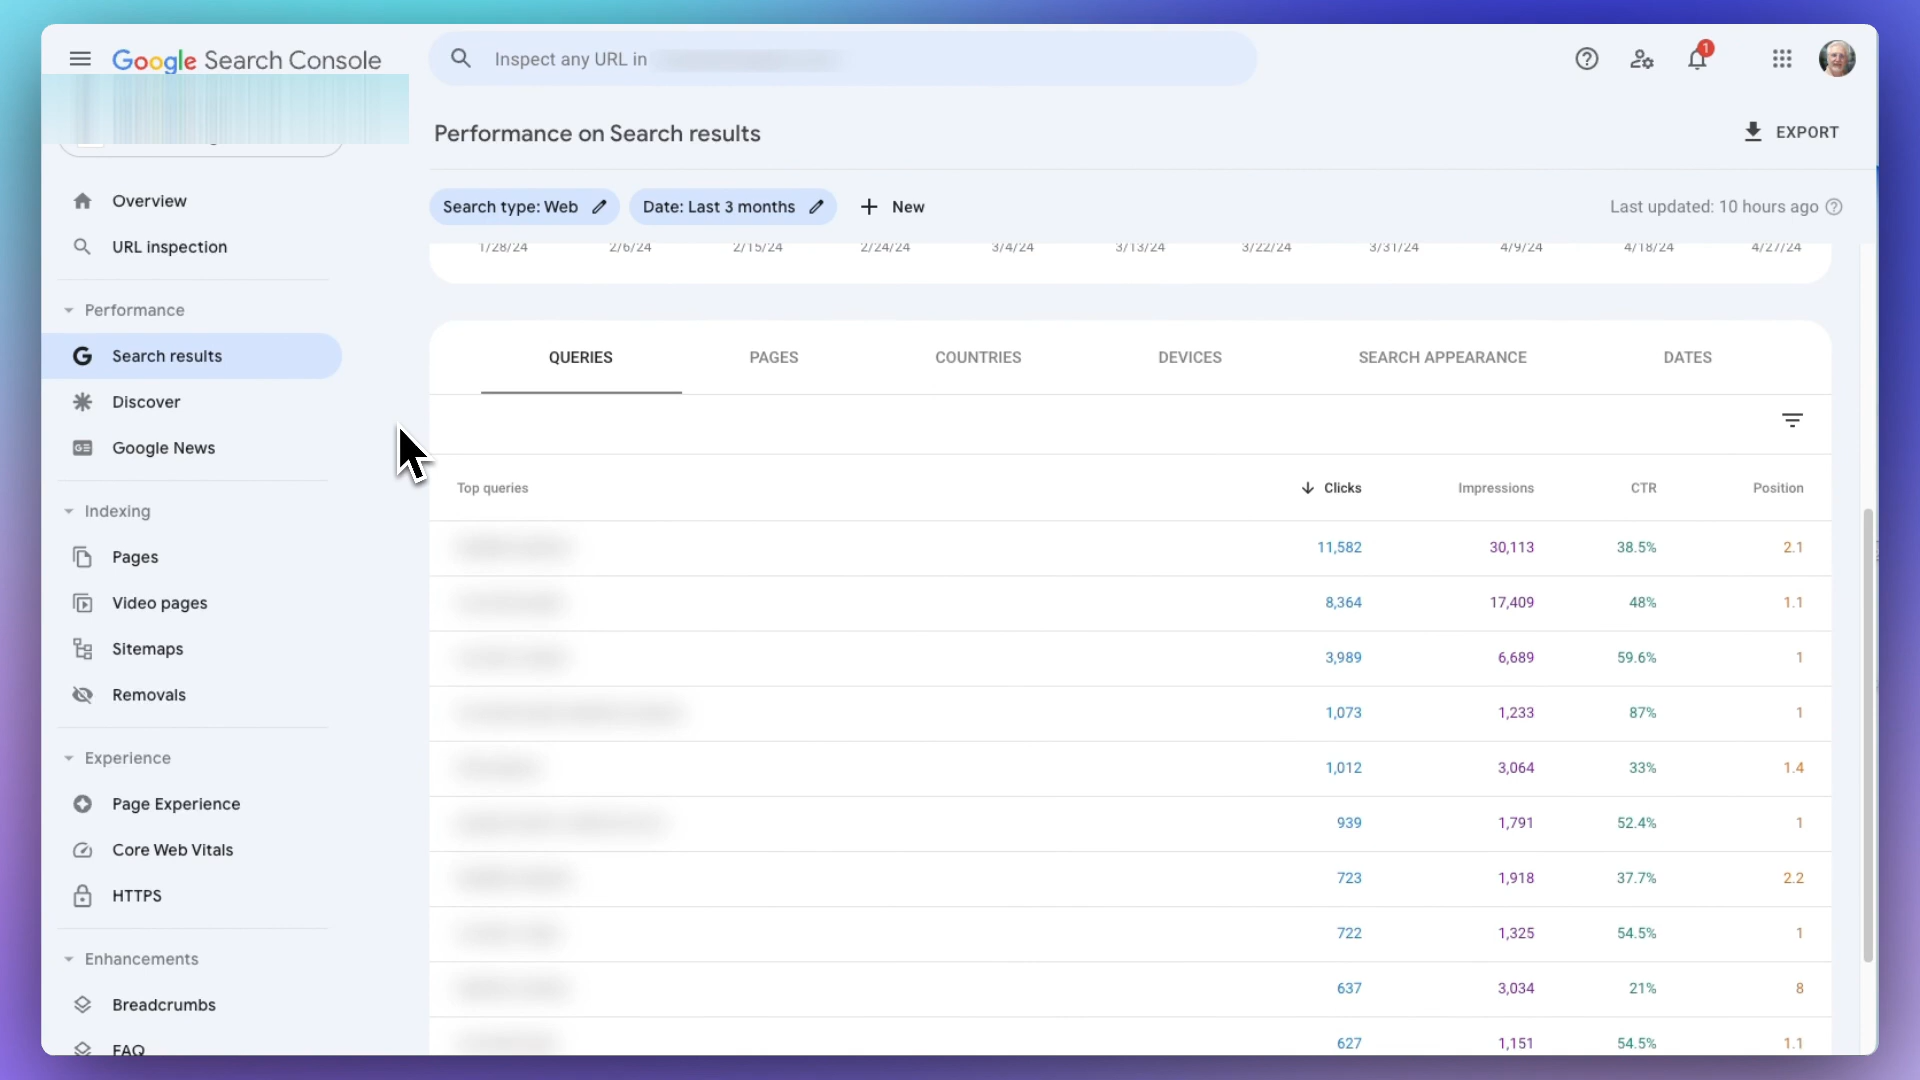 Google Search Console
Inspect any URL in
1
Performance on Search results
EXPORT
Overview
URL inspection
Performance
Search results
Discover
Google News
Indexing
Pages
Video pages
Sitemaps
Removals
Experience
Page Experience
Core Web Vitals
HTTPS
Enhancements
Breadcrumbs
FAQ
Search type: Web
Date: Last 3 months
New
Last updated: 10 hours ago
1/28/24 2/6/24 2/15/24 2/24/24 3/4/24 3/13/24 3/22/24 3/31/24 4/9/24 4/18/24 4/27/24
QUERIES PAGES COUNTRIES DEVICES SEARCH APPEARANCE DATES
Top queries Clicks Impressions CTR Position
11,582 30,113 38.5% 2.1
8,364 17,409 48% 1.1
3,989 6,689 59.6% 1
1,073 1,233 87% 1
1,012 3,064 33% 1.4
939 1,791 52.4% 1
723 1,918 37.7% 2.2
722 1,325 54.5% 1
637 3,034 21% 8
627 1,151 54.5% 1.1